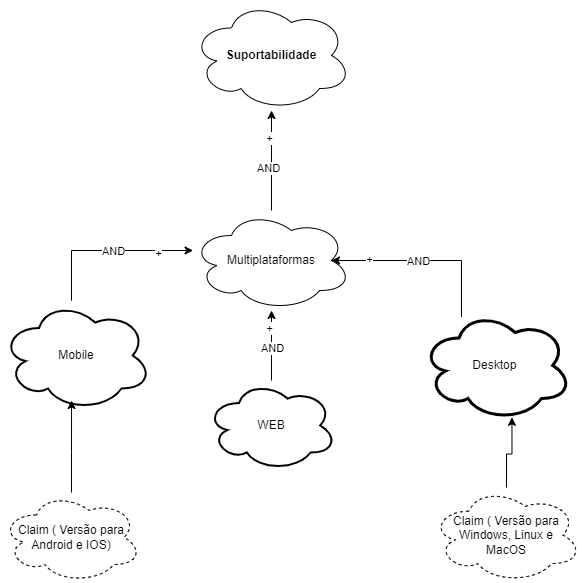 Suportabilidade
+
AND
Multiplataformas
AND
+
+
AND
+
AND
Mobile
WEB
Desktop
Claim ( Versão para
Android e IOS)
Claim ( Versão para
Windows, Linux e
MacOS